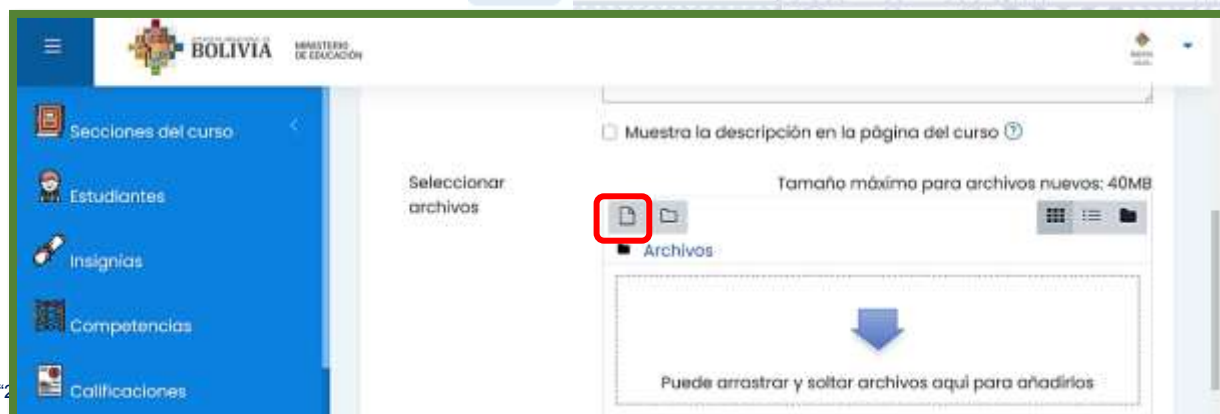 BOLIVIA
MINISTERIO
DE EDUCACIÓN
Secciones del curso
Estudiantes
Insignias
Competencias
Calificaciones
Muestra la descripción en la página del curso
Seleccionar
archivos
Tamaño máximo para archivos nuevos: 40MB
Archivos
Puede arrastrar y soltar archivos aquí para añadirlos
“2